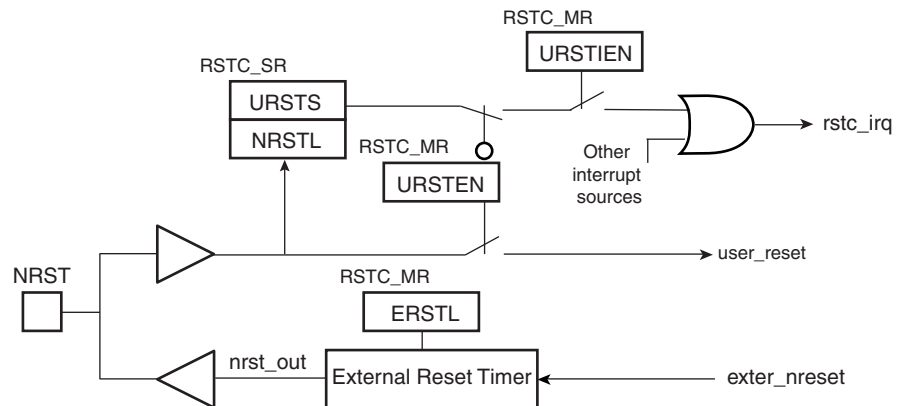 RSTC_MR
URSTIEN
RSTC_SR
URSTS
NRSTL
rstc_irq
RSTC_MR
URSTEN
Other
interrupt
sources
user_reset
NRST
RSTC_MR
ERSTL
nrst_out
External Reset Timer
exter_nreset